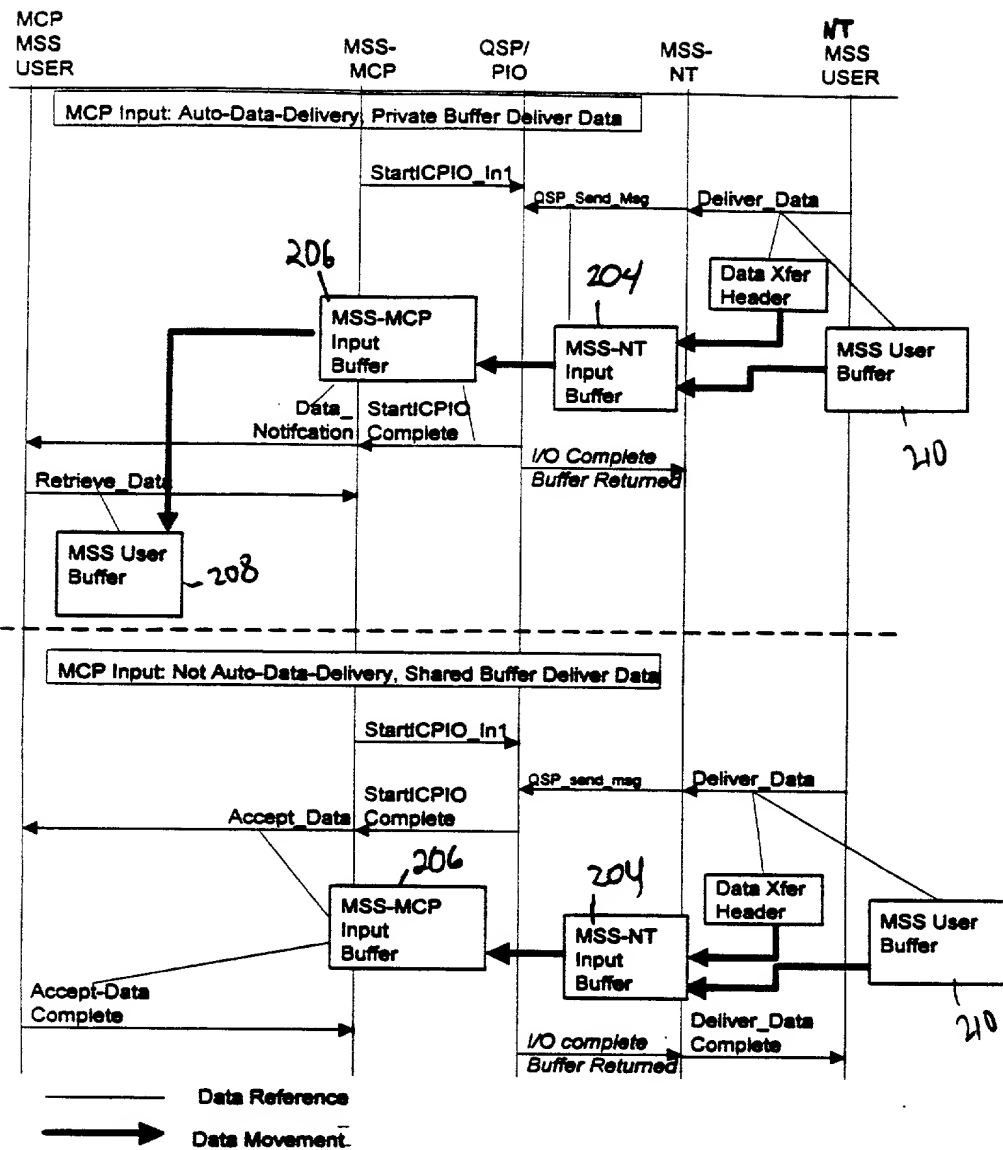 MCP
MSS
USER
MSS-
MCP
QSP/
PIO
MSS-
NT
NT
MSS
USER
MCP Input: Auto-Data-Delivery, Private Buffer Deliver Data
StartICPIO_In1
QSP_Send_Msg
Deliver_Data
206
204
Data Xfer
Header
MSS-MCP
Input
Buffer
MSS-NT
Input
Buffer
MSS User
Buffer
210
Data_
Notifcation
StartICPIO
Complete
I/O Complete
Buffer Returned
Retrieve_Data
MSS User
Buffer
208
MCP Input: Not Auto-Data-Delivery, Shared Buffer Deliver Data
StartICPIO_In1
QSP_send_msg
Deliver_Data
StartICPIO
Complete
Accept_Data
206
204
Data Xfer
Header
MSS-MCP
Input
Buffer
MSS-NT
Input
Buffer
MSS User
Buffer
210
Accept-Data
Complete
Deliver_Data
Complete
I/O complete
Buffer Returned
Data Reference
Data Movement